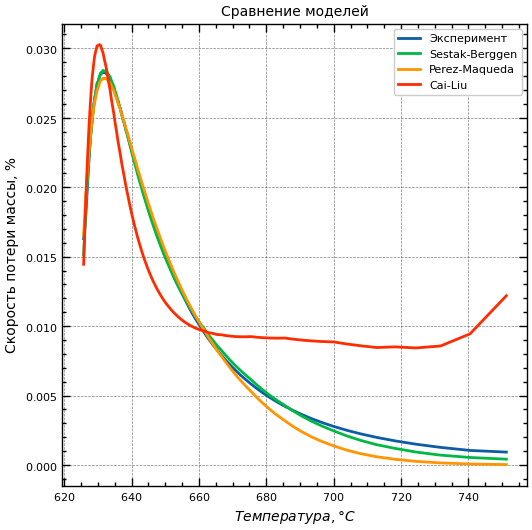 Сравнение моделей
Эксперимент
Sestak-Berggen
Perez-Maqueda
Cai-Liu
0.030
0.025
0.020
0.015
0.010
0.005
0.000
Скорость потери массы, %
620 640 660 680 700 720 740
Температура, °C